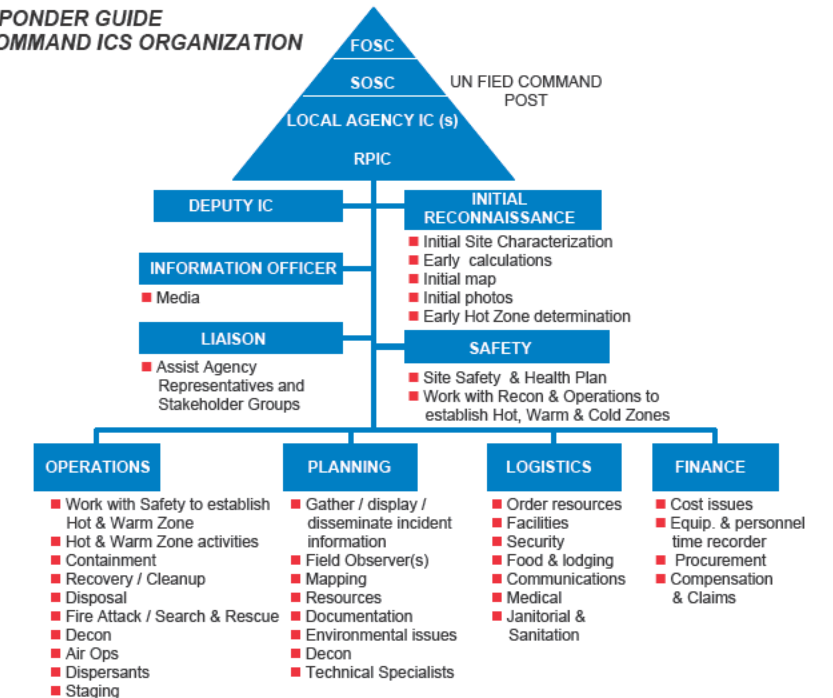 PONDER GUIDE
OMMAND ICS ORGANIZATION
FOSC
SOSC
LOCAL AGENCY IC (s)
RPIC
UN FIED COMMAND
POST
DEPUTY IC
INITIAL
RECONNAISSANCE
Initial Site Characterization
Early calculations
Initial map
Initial photos
Early Hot Zone determination
INFORMATION OFFICER
Media
LIAISON
Assist Agency
Representatives and
Stakeholder Groups
SAFETY
Site Safety & Health Plan
Work with Recon & Operations to
establish Hot, Warm & Cold Zones
OPERATIONS
Work with Safety to establish
Hot & Warm Zone
Hot & Warm Zone activities
Containment
Recovery / Cleanup
Disposal
Fire Attack / Search & Rescue
Decon
Air Ops
Dispersants
Staging
PLANNING
Gather / display /
disseminate incident
information
Field Observer(s)
Mapping
Resources
Documentation
Environmental issues
Decon
Technical Specialists
LOGISTICS
Order resources
Facilities
Security
Food & lodging
Communications
Medical
Janitorial &
Sanitation
FINANCE
Cost issues
Equip. & personnel
time recorder
Procurement
Compensation
& Claims